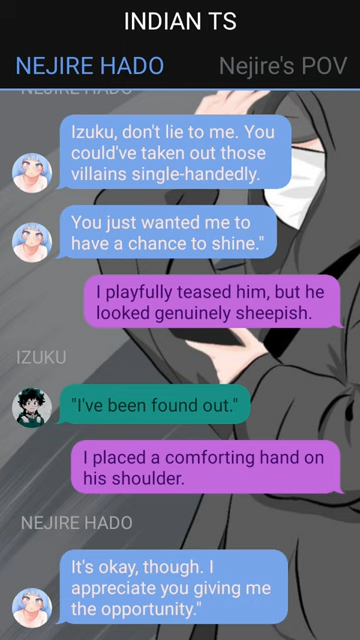 INDIAN TS
NEJIRE HADO
Nejire's POV
NEJIRE HADO
Izuku, don't lie to me. You
could've taken out those
villains single-handedly.
You just wanted me to
have a chance to shine."
I playfully teased him, but he
looked genuinely sheepish.
IZUKU
"I've been found out."
I placed a comforting hand on
his shoulder.
NEJIRE HADO
It's okay, though. I
appreciate you giving me
the opportunity."